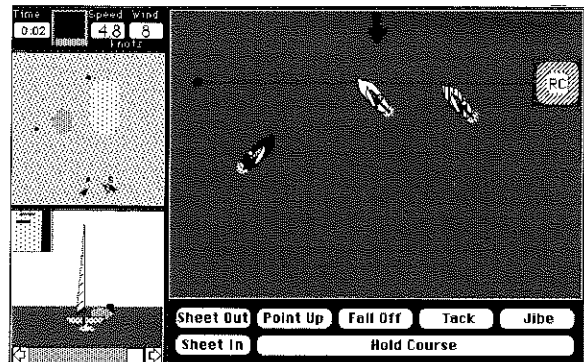 Time Speed Wind
0:02 4.8 8
Knots
RC
Sheet Out Point Up Fall Off Tack Jibe
Sheet In Hold Course